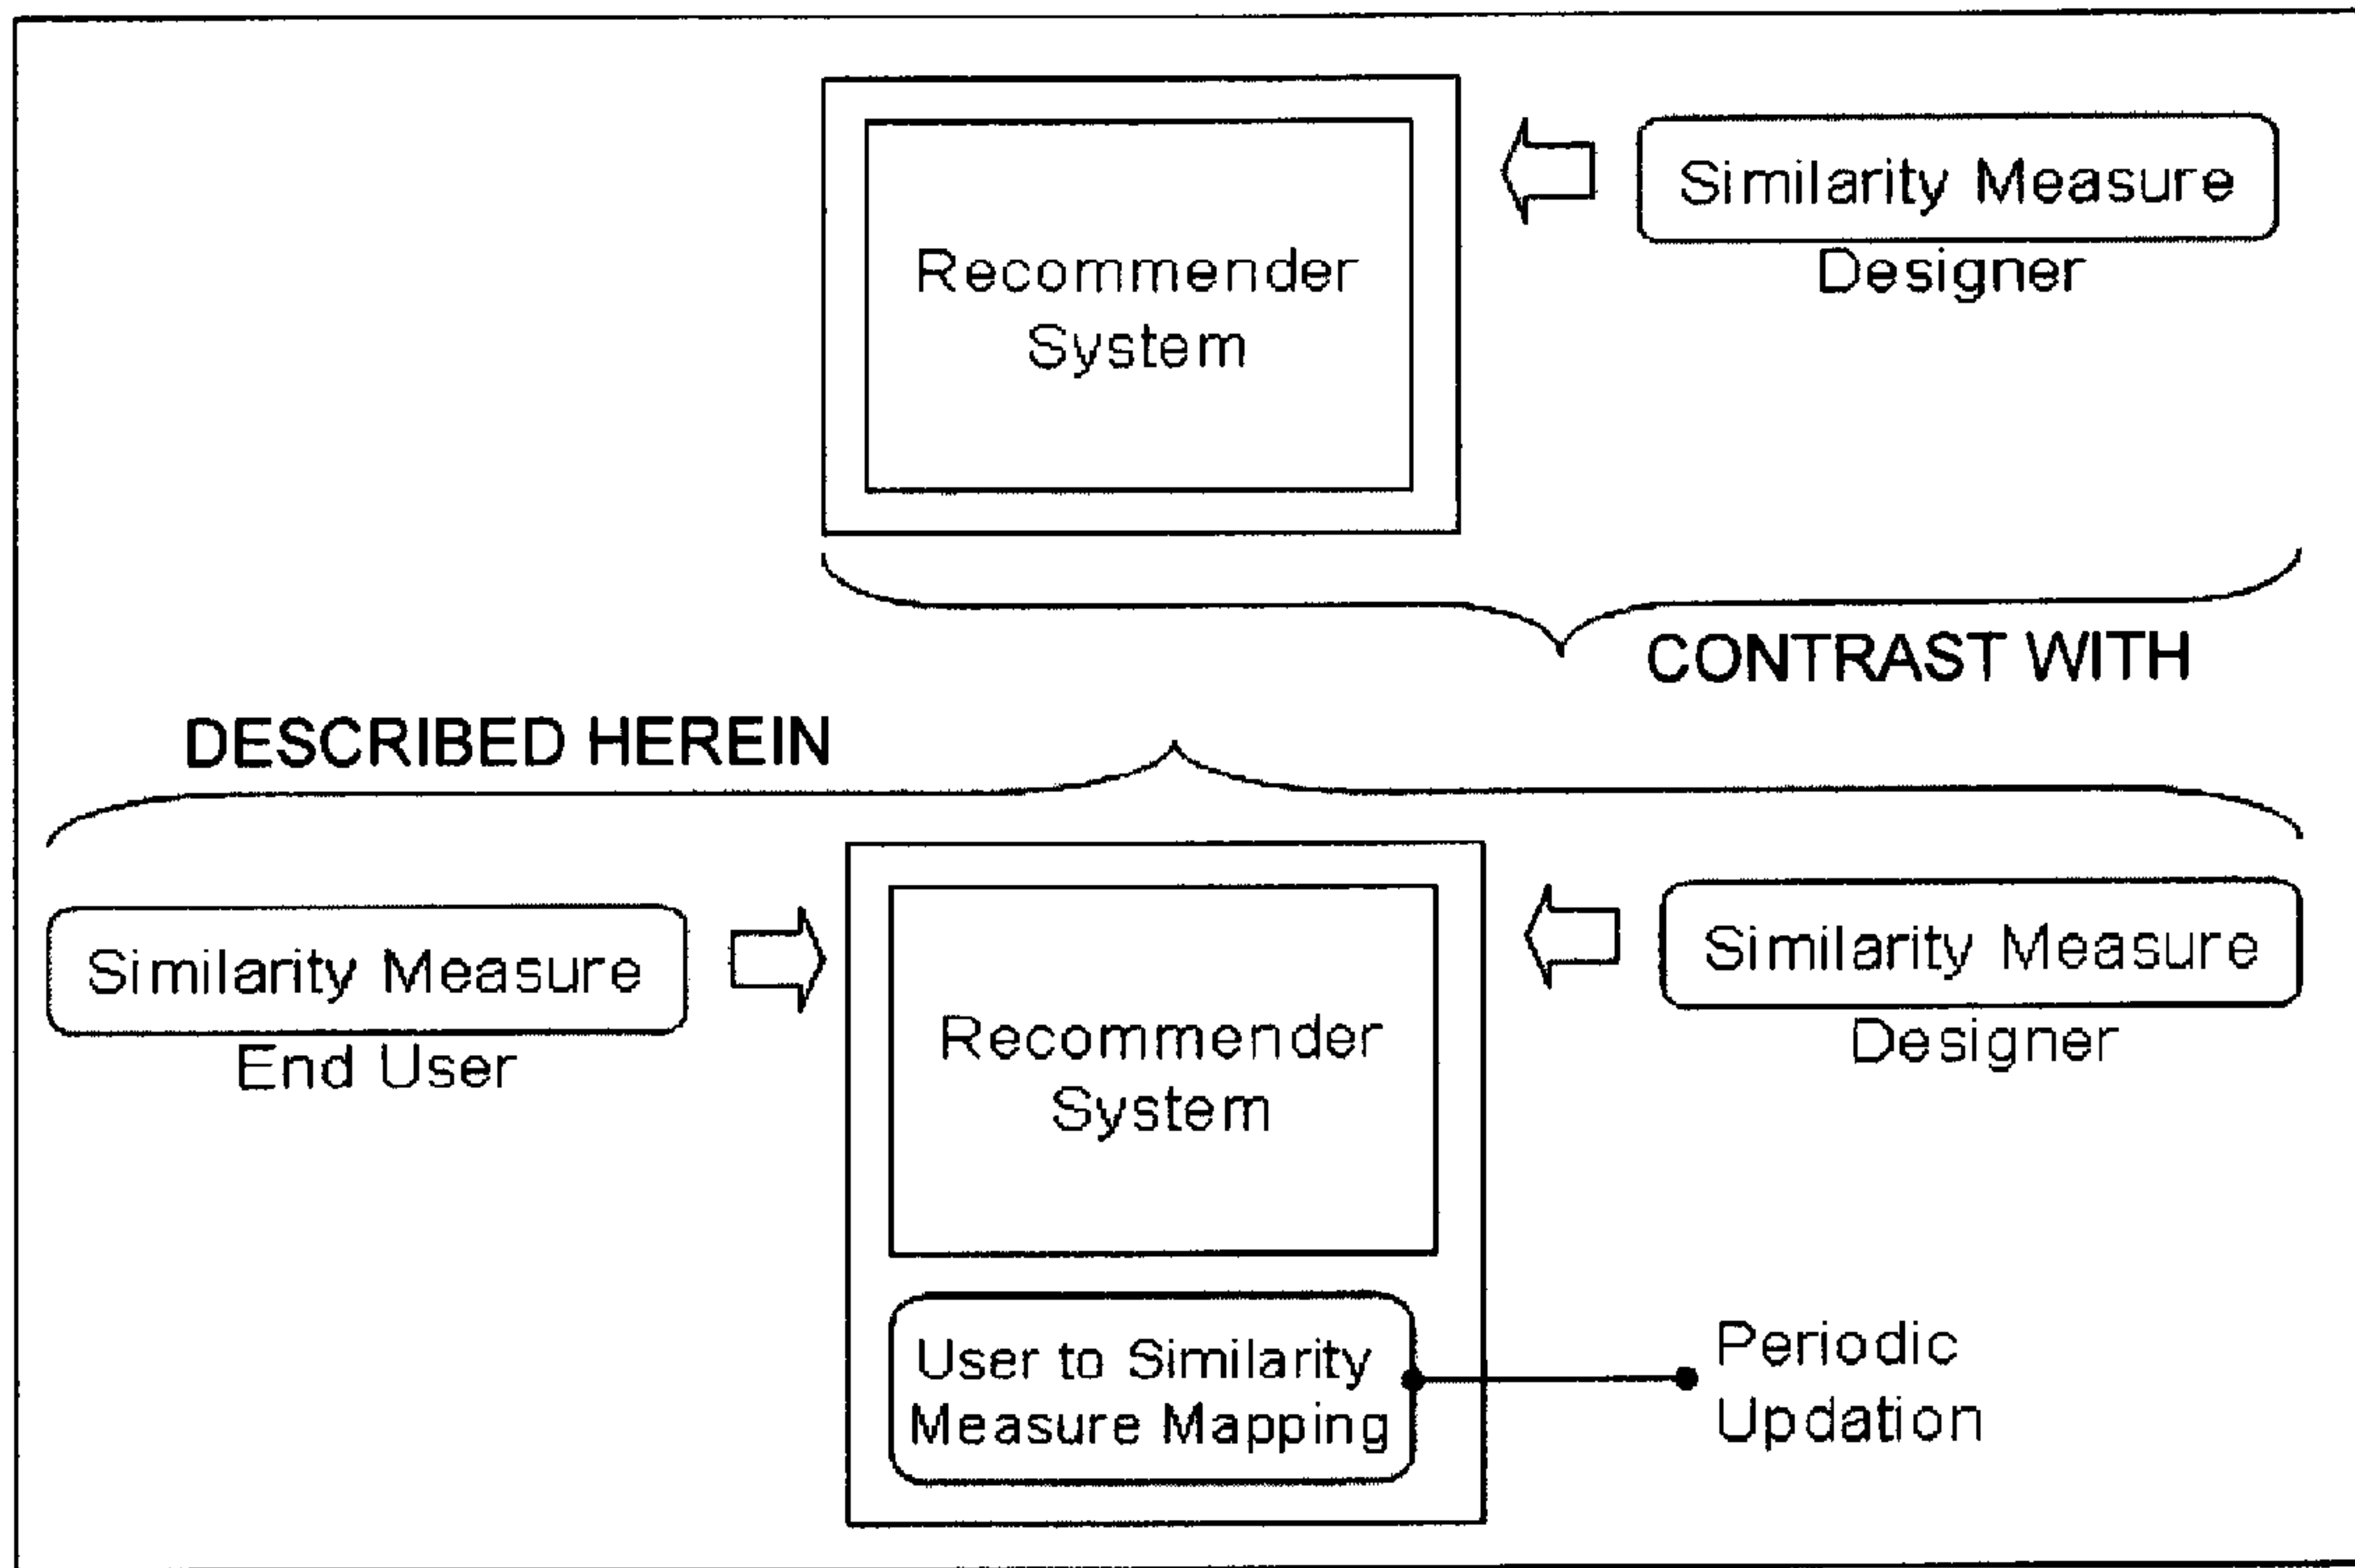 Similarity Measure
Designer
Recommender
System
CONTRAST WITH
DESCRIBED HEREIN
Similarity Measure
End User
Recommender
System
Similarity Measure
Designer
User to Similarity
Measure Mapping
Periodic
Updation